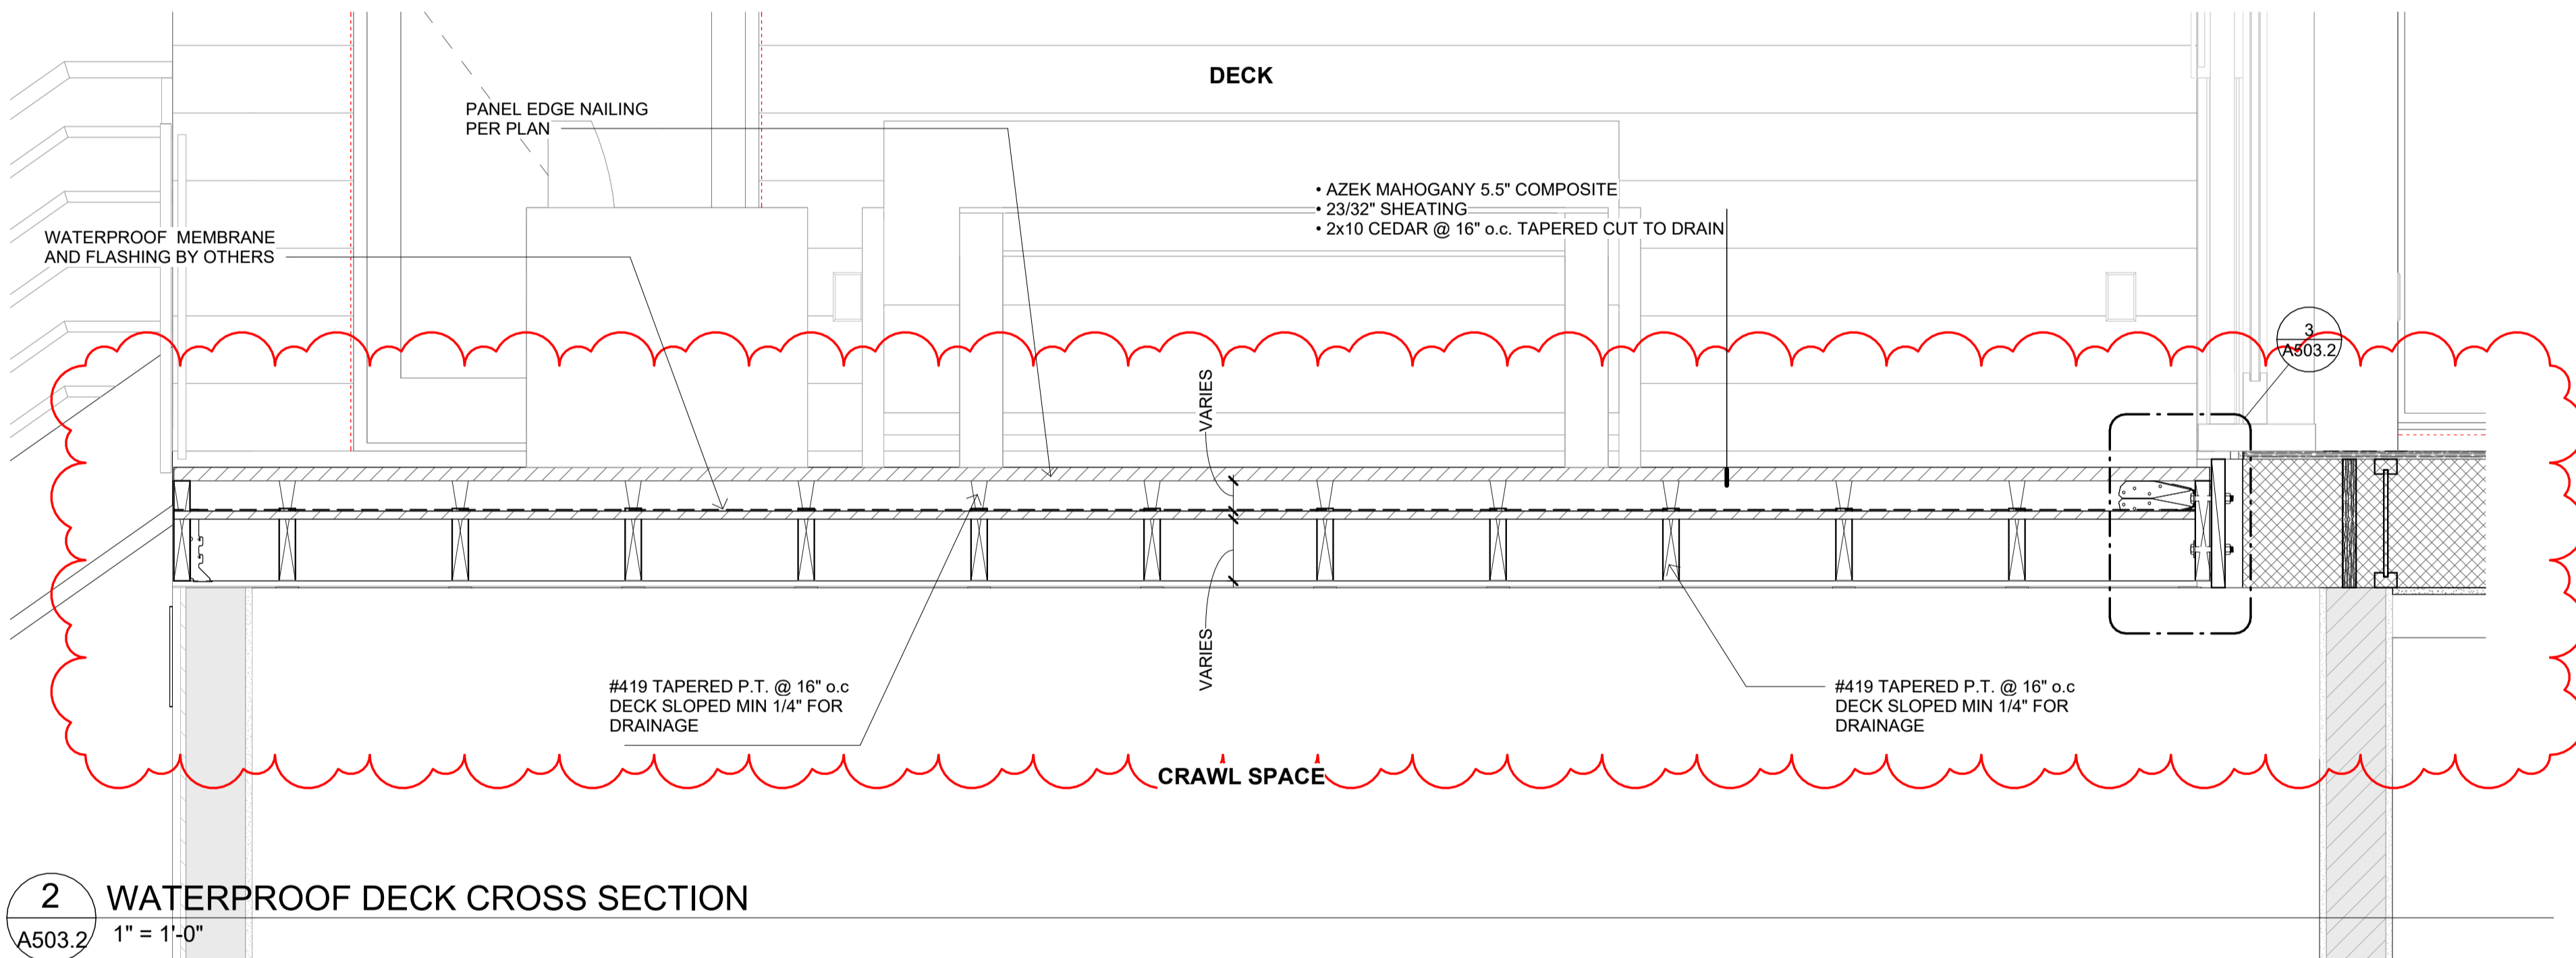 DECK
PANEL EDGE NAILING
PER PLAN
• AZEK MAHOGANY 5.5" COMPOSITE
• 23/32" SHEATING
• 2x10 CEDAR @ 16" o.c. TAPERED CUT TO DRAIN
WATERPROOF MEMBRANE
AND FLASHING BY OTHERS
3
A503.2
VARIES
VARIES
#419 TAPERED P.T. @ 16" o.c
DECK SLOPED MIN 1/4" FOR
DRAINAGE
#419 TAPERED P.T. @ 16" o.c
DECK SLOPED MIN 1/4" FOR
DRAINAGE
CRAWL SPACE
2
A503.2
WATERPROOF DECK CROSS SECTION
1" = 1'-0"